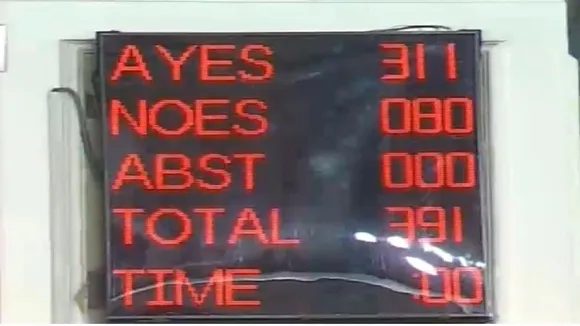 AYES 311
NOES 080
ABST 000
TOTAL 391
TIME :00